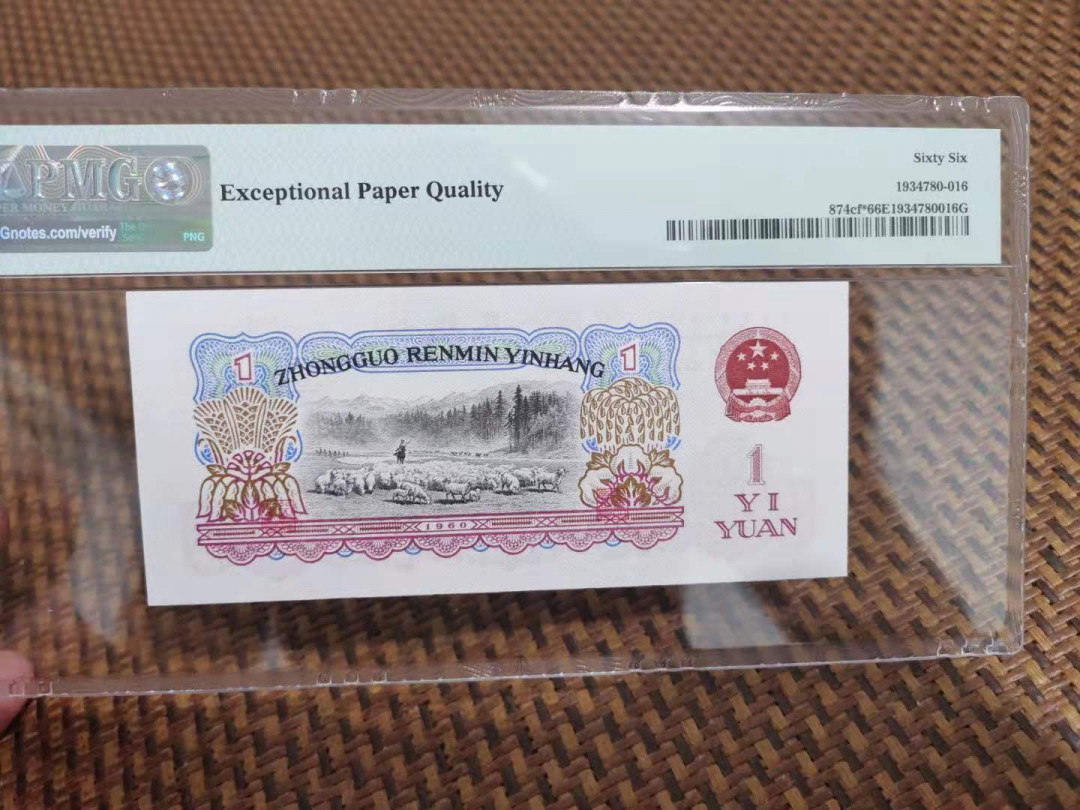 PMG
Gnotes.com/verify
PNG
Exceptional Paper Quality
Sixty Six
1934780-016
874cf*66E1934780016G
1
ZHONGGUO RENMIN YINHANG
1
1960
1
YI
YUAN